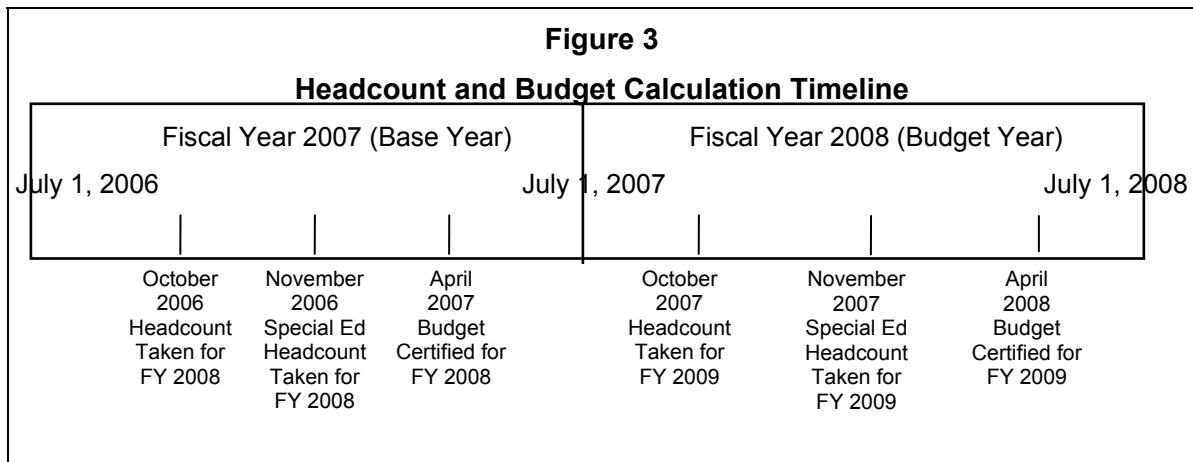 Figure 3
Headcount and Budget Calculation Timeline
Fiscal Year 2007 (Base Year)
Fiscal Year 2008 (Budget Year)
July 1, 2006
July 1, 2007
July 1, 2008
October
2006
Headcount
Taken for
FY 2008
November
2006
Special Ed
Headcount
Taken for
FY 2008
April
2007
Budget
Certified for
FY 2008
October
2007
Headcount
Taken for
FY 2009
November
2007
Special Ed
Headcount
Taken for
FY 2009
April
2008
Budget
Certified for
FY 2009